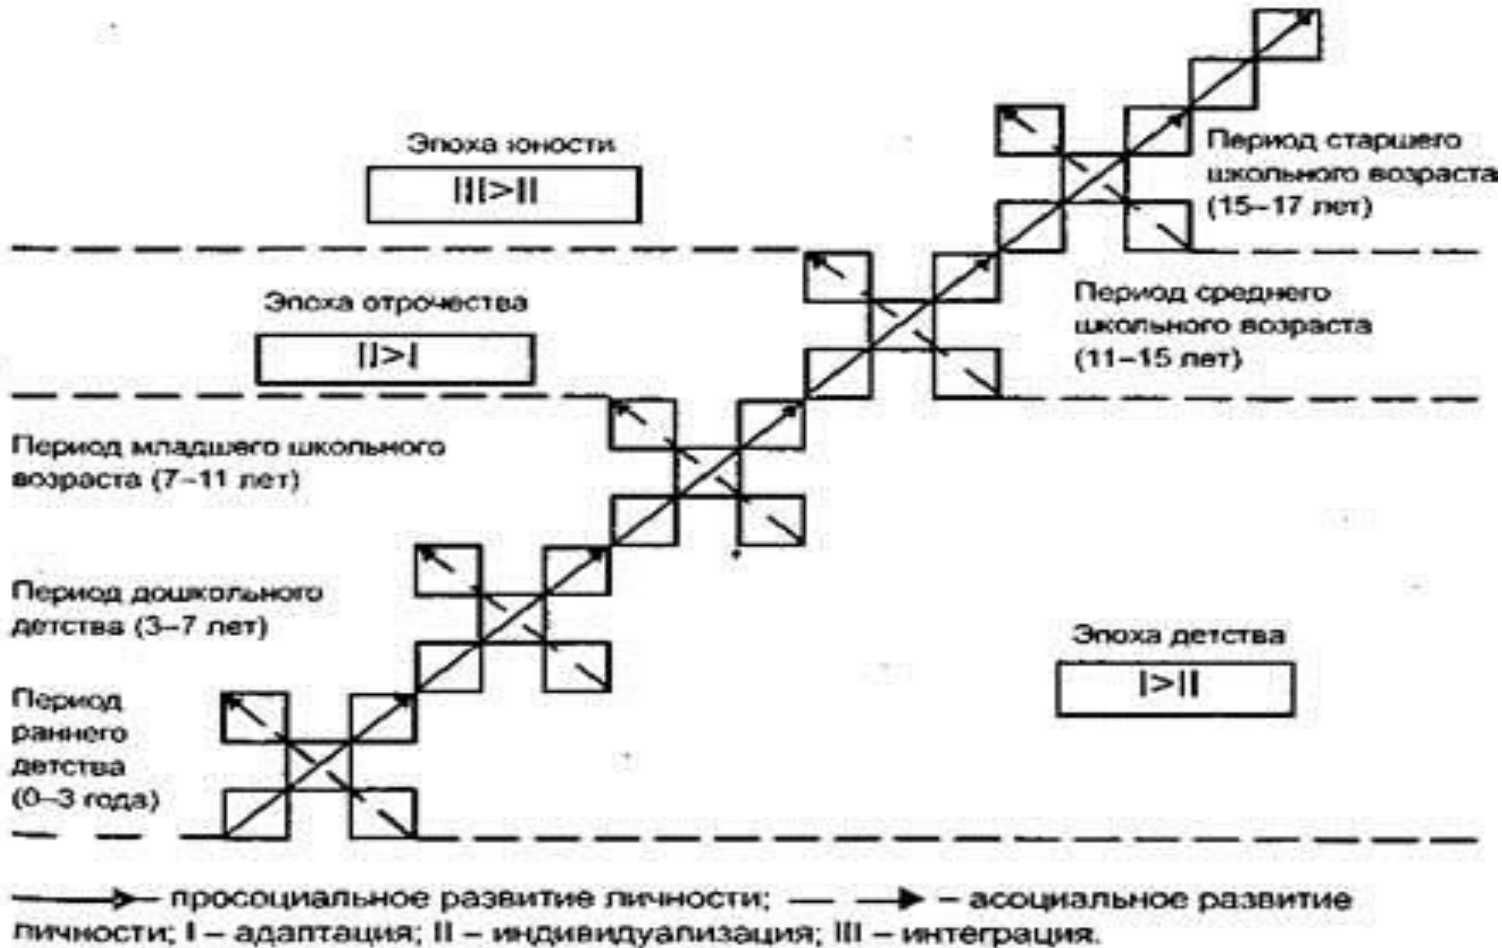 Эпоха юности
III>II
Период старшего
школьного возраста
(15–17 лет)
Эпоха отрочества
II>I
Период среднего
школьного возраста
(11–15 лет)
Период младшего школьного
возраста (7–11 лет)
Период дошкольного
детства (3–7 лет)
Эпоха детства
I>II
Период
раннего
детства
(0–3 года)
– просоциальное развитие личности; – асоциальное развитие
личности; I – адаптация; II – индивидуализация; III – интеграция.